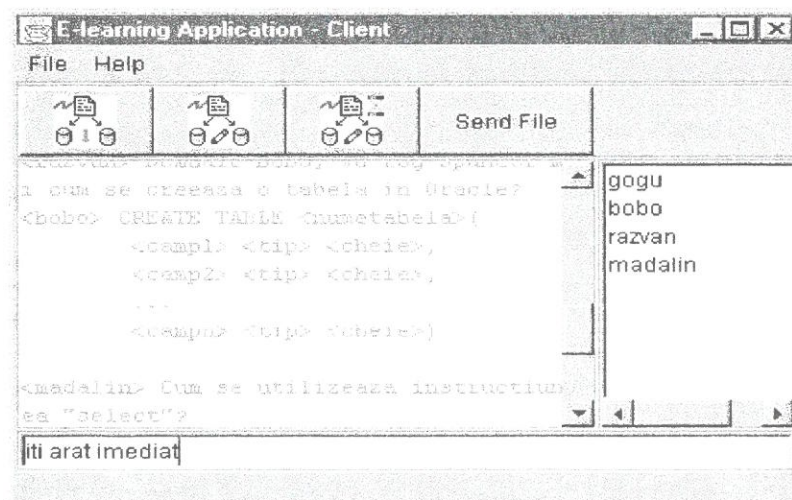 E-learning Application - Client
File Help
Send File
i cum se creeaza o tabela in Oracle?
<bobo> CREATE TABLE <numetabela>(
<camp1> <tip> <cheie>,
<camp2> <tip> <cheie>,
...
<campn> <tip> <cheie>)
<madalin> Cum se utilizeaza instructiun
ea "select"?
gogu
bobo
razvan
madalin
iti arat imediat